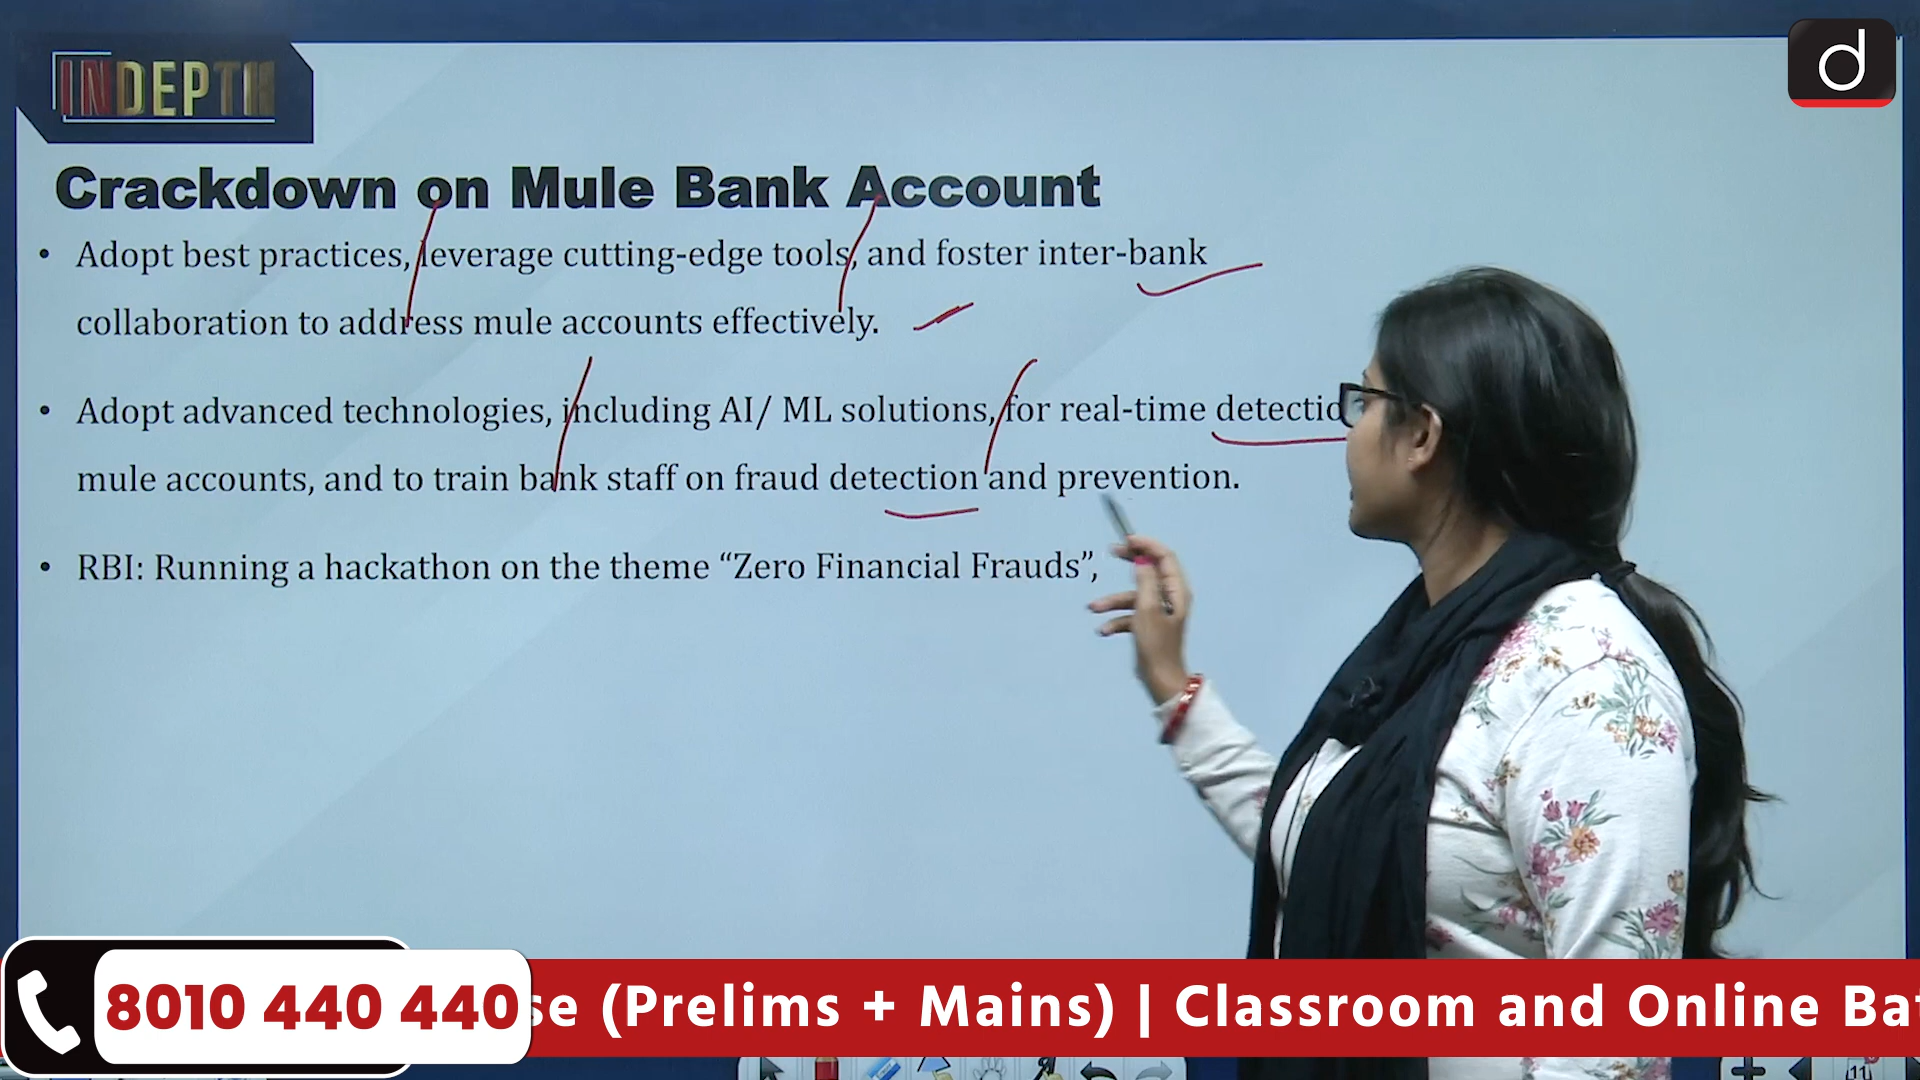 INDEPTH
d
Crackdown on Mule Bank Account
• Adopt best practices, leverage cutting-edge tools, and foster inter-bank
collaboration to address mule accounts effectively.
• Adopt advanced technologies, including AI/ ML solutions, for real-time
mule accounts, and to train bank staff on fraud detection and prevention.
• RBI: Running a hackathon on the theme “Zero Financial Frauds”,
8010 440 440
(Prelims + Mains) | Classroom and Online
11